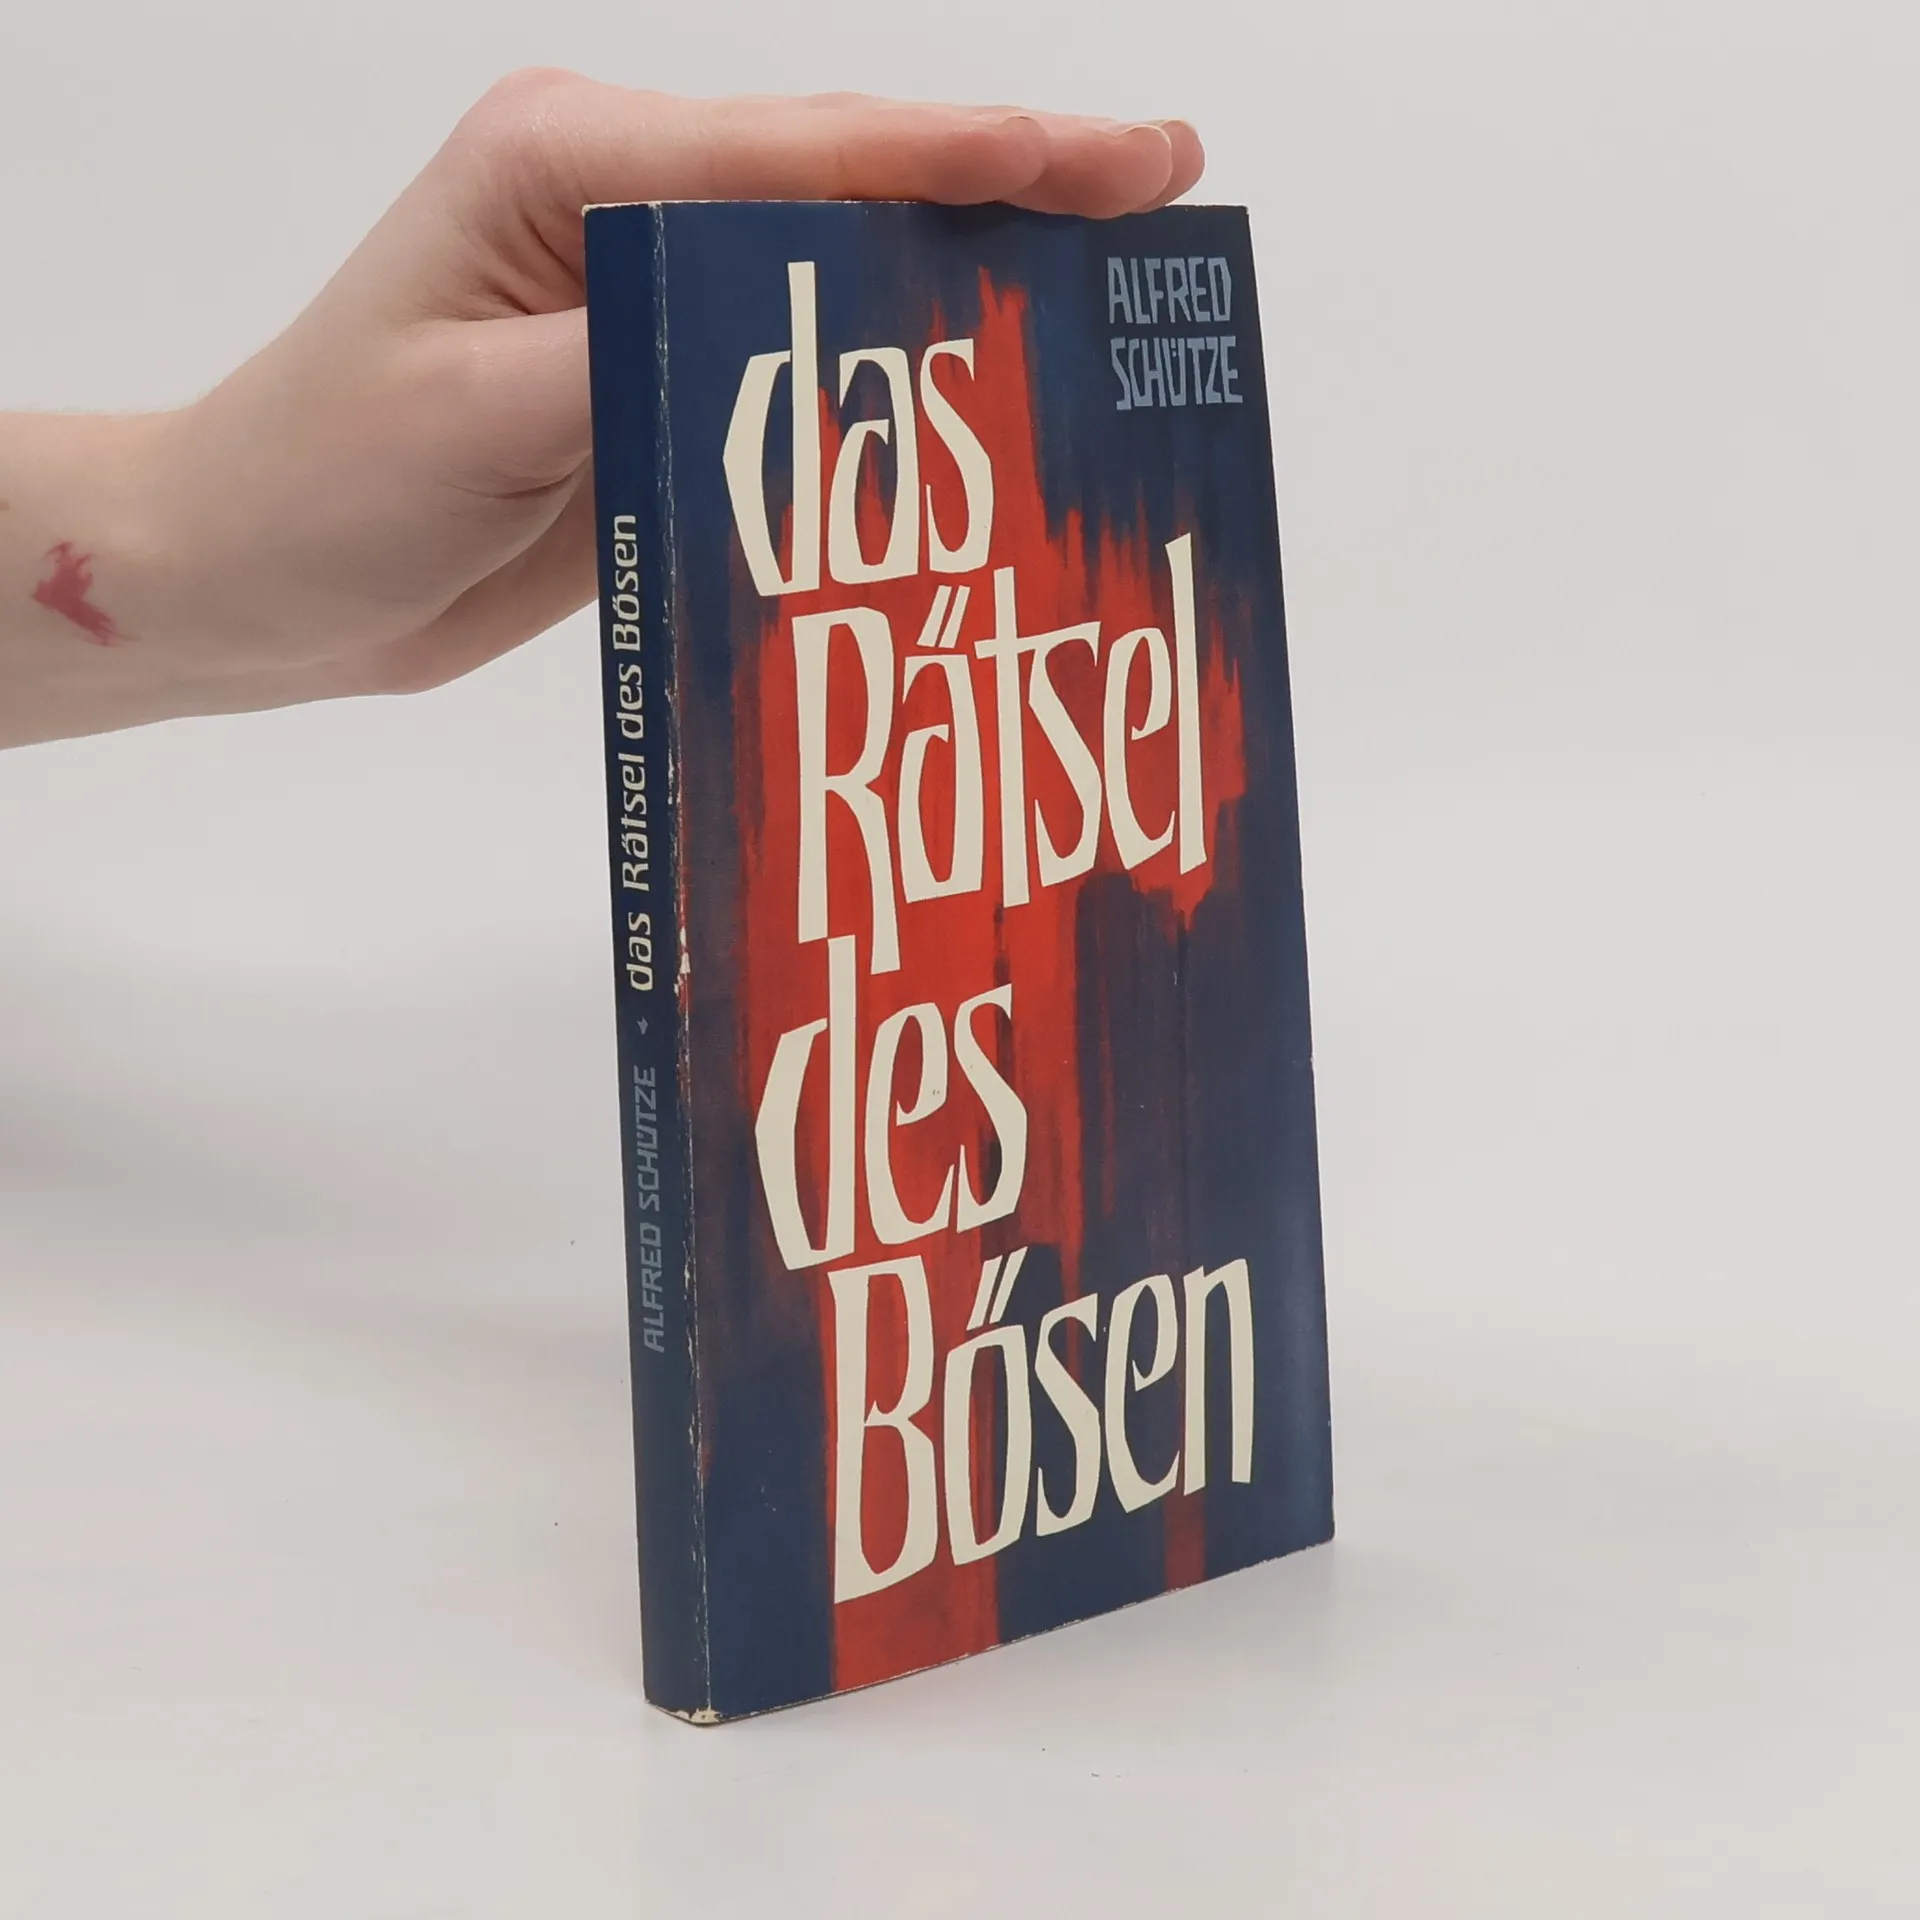 das
Rätsel
des
Bösen
ALFRED
SCHÜTZE
ALFRED SCHÜTZE das Rätsel des Bösen